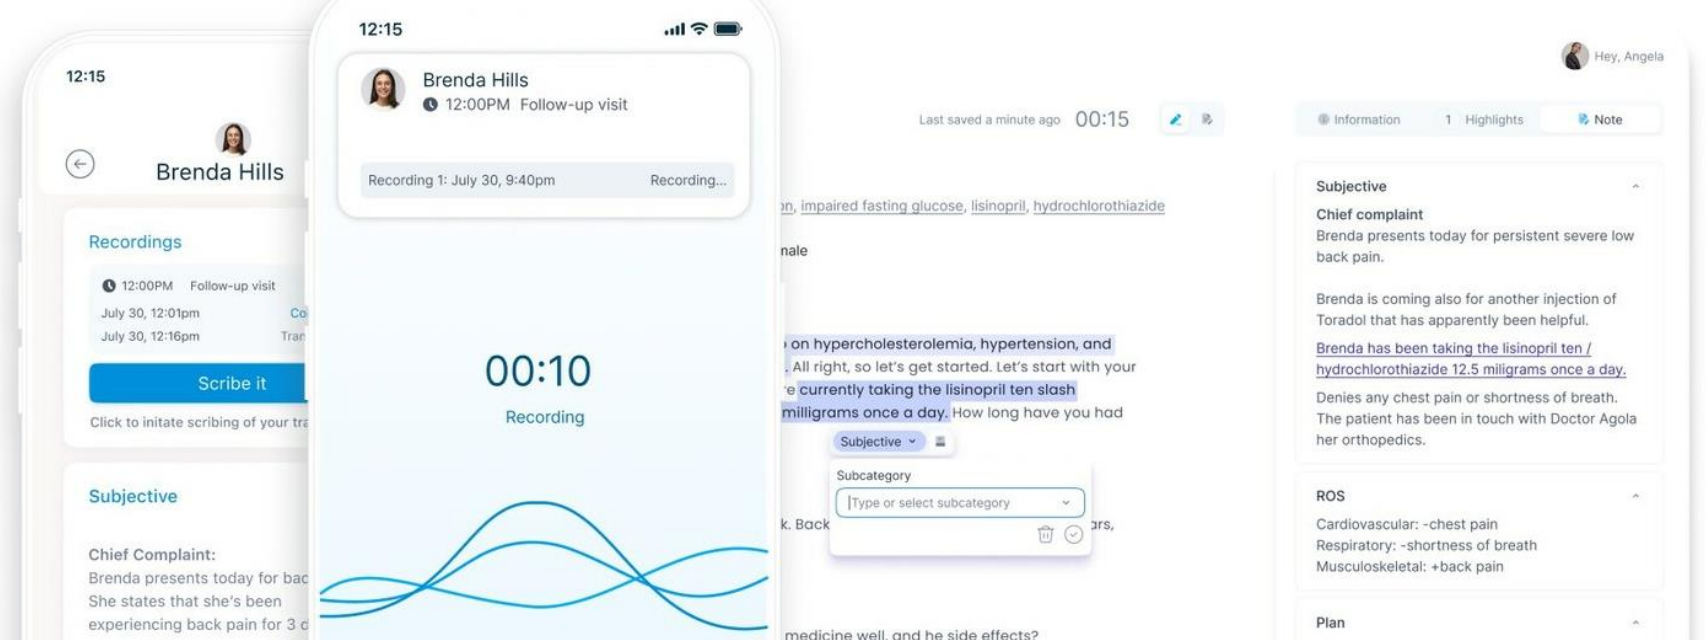 12:15
Brenda Hills
Recordings
12:00PM Follow-up visit
July 30, 12:01pm Co
July 30, 12:16pm Tran
Scribe it
Click to initate scribing of your tra
Subjective
Chief Complaint:
Brenda presents today for bac
She states that she's been
experiencing back pain for 3 d
12:15
Brenda Hills
12:00PM Follow-up visit
Recording 1: July 30, 9:40pm Recording...
00:10
Recording
Last saved a minute ago 00:15
on, impaired fasting glucose, lisinopril, hydrochlorothiazide
male
on hypercholesterolemia, hypertension, and
. All right, so let's get started. Let's start with your
re currently taking the lisinopril ten slash
milligrams once a day. How long have you had
Subjective
Subcategory
Type or select subcategory
k. Back ars,
medicine well, and he side effects?
Hey, Angela
Information 1 Highlights Note
Subjective
Chief complaint
Brenda presents today for persistent severe low
back pain.
Brenda is coming also for another injection of
Toradol that has apparently been helpful.
Brenda has been taking the lisinopril ten /
hydrochlorothiazide 12.5 miligrams once a day.
Denies any chest pain or shortness of breath.
The patient has been in touch with Doctor Agola
her orthopedics.
ROS
Cardiovascular: -chest pain
Respiratory: -shortness of breath
Musculoskeletal: +back pain
Plan